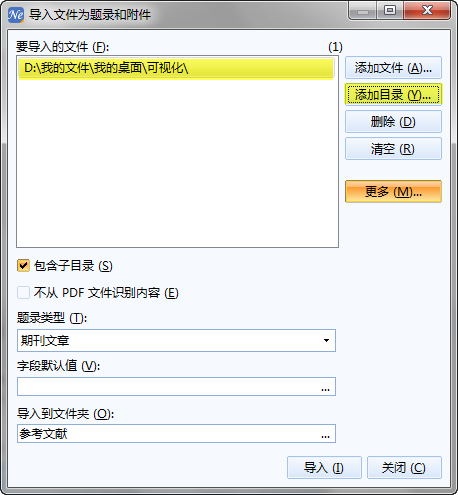 Ne 导入文件为题录和附件
要导入的文件 (F): (1)
D:\我的文件\我的桌面\可视化\
添加文件 (A)...
添加目录 (Y)...
删除 (D)
清空 (R)
更多 (M)...
包含子目录 (S)
不从 PDF 文件识别内容 (E)
题录类型 (T):
期刊文章
字段默认值 (V):
...
导入到文件夹 (O):
参考文献 ...
导入 (I) 关闭 (C)